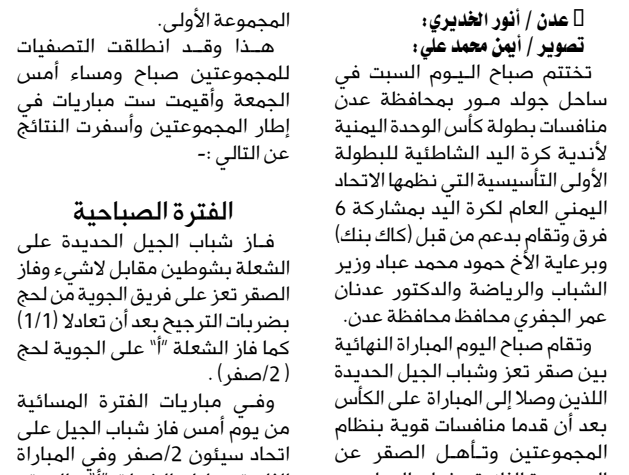 عدن / أنور الخديري:
تصوير / أيمن محمد علي:
تختتم صباح اليوم السبت في
ساحل جولد مور بمحافظة عدن
منافسات بطولة كأس الوحدة اليمنية
لأندية كرة اليد الشاطئية للبطولة
الأولى التأسيسية التي نظمها الاتحاد
اليمني العام لكرة اليد بمشاركة 6
فرق وتقام بدعم من قبل (كاك بنك)
وبرعاية الأخ حمود محمد عباد وزير
الشباب والرياضة والدكتور عدنان
عمر الجفري محافظ محافظة عدن.
وتقام صباح اليوم المباراة النهائية
بين صقر تعز وشباب الجيل الحديدة
اللذين وصلا إلى المباراة على الكأس
بعد أن قدما منافسات قوية بنظام
المجموعتين وتأهل الصقر عن
المجموعة الأولى.
هذا وقد انطلقت التصفيات
للمجموعتين صباح ومساء أمس
الجمعة وأقيمت ست مباريات في
إطار المجموعتين وأسفرت النتائج
عن التالي :-
الفترة الصباحية
فاز شباب الجيل الحديدة على
الشعلة بشوطين مقابل لاشيء وفاز
الصقر تعز على فريق الجوية من لحج
بضربات الترجيح بعد أن تعادلا (1/1)
كما فاز الشعلة "أ" على الجوية لحج
(2/صفر) .
وفي مباريات الفترة المسائية
من يوم أمس فاز شباب الجيل على
اتحاد سيئون 2/صفر وفي المباراة